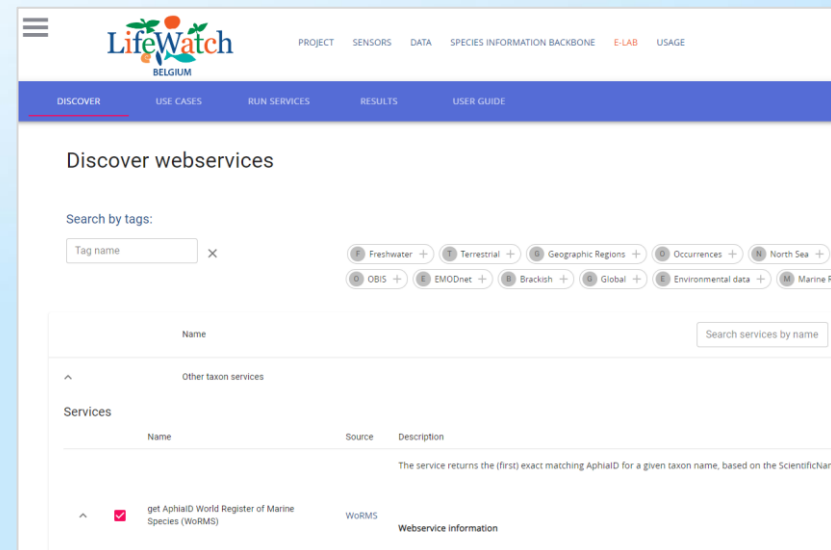 LifeWatch
BELGIUM
PROJECT SENSORS DATA SPECIES INFORMATION BACKBONE E-LAB USAGE
DISCOVER USE CASES RUN SERVICES RESULTS USER GUIDE
Discover webservices
Search by tags:
Tag name
F Freshwater + T Terrestrial + G Geographic Regions + O Occurrences + N North Sea +
O OBIS + E EMODnet + B Brackish + G Global + E Environmental data + M Marine
Name Search services by name
Other taxon services
Services
Name Source Description
The service returns the (first) exact matching AphiaID for a given taxon name, based on the ScientificNa
get AphiaID World Register of Marine
Species (WoRMS) WoRMS
Webservice information